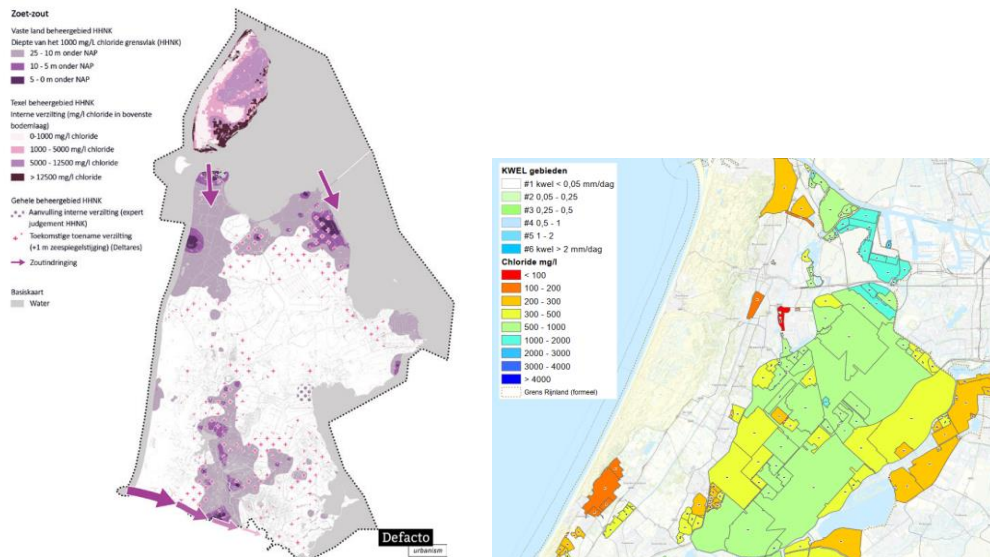 Zoet-zout
Vaste land beheergebied HHNK
Diepte van het 1000 mg/L chloride grensvlak (HHNK)
25 - 10 m onder NAP
10 - 5 m onder NAP
5 - 0 m onder NAP
Texel beheergebied HHNK
Interne verzilting (mg/l chloride in bovenste
bodemlaag)
0-1000 mg/l chloride
1000 - 5000 mg/l chloride
5000 - 12500 mg/l chloride
> 12500 mg/l chloride
Gehele beheergebied HHNK
Aanvulling interne verzilting (expert
judgement HHNK)
Toekomstige toename verzilting
(+1 m zeespiegelstijging) (Deltares)
Zoutindringing
Basiskaart
Water
Defacto
urbanism
KWEL gebieden
#1 kwel < 0,05 mm/dag
#2 0,05 - 0,25
#3 0,25 - 0,5
#4 0,5 - 1
#5 1 - 2
#6 kwel > 2 mm/dag
Chloride mg/l
< 100
100 - 200
200 - 300
300 - 500
500 - 1000
1000 - 2000
2000 - 3000
3000 - 4000
> 4000
Grens Rijnland (formeel)